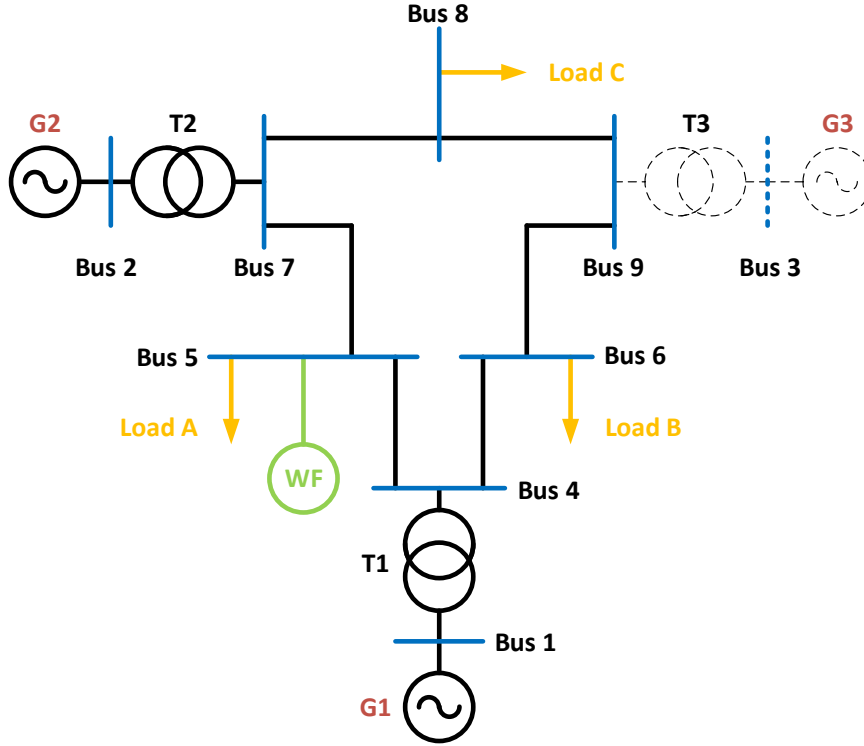 Bus 8
Load C
G2
T2
T3
G3
Bus 2
Bus 7
Bus 9
Bus 3
Bus 5
Bus 6
Load A
Load B
WF
Bus 4
T1
Bus 1
G1